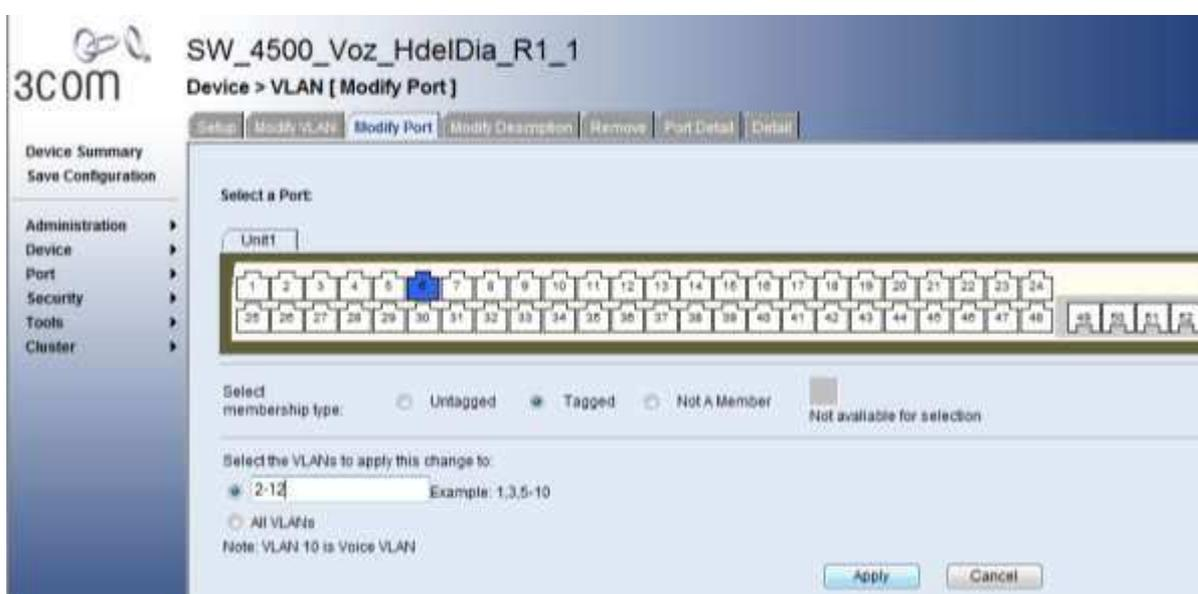 3COM
SW_4500_Voz_HdelDia_R1_1
Device > VLAN [ Modify Port ]
Setup Modify VLAN Modify Port Modify Description Remove Port Detail Detail
Device Summary
Save Configuration
Administration
Device
Port
Security
Tools
Cluster
Select a Port:
Unit1
1 2 3 4 5 6 7 8 9 10 11 12 13 14 15 16 17 18 19 20 21 22 23 24
25 26 27 28 29 30 31 32 33 34 35 36 37 38 39 40 41 42 43 44 45 46 47 48 49 50 51 52
Select
membership type: Untagged Tagged Not A Member
Not available for selection
Select the VLANs to apply this change to:
2-12 Example: 1,3,5-10
All VLANs
Note: VLAN 10 is Voice VLAN
Apply Cancel